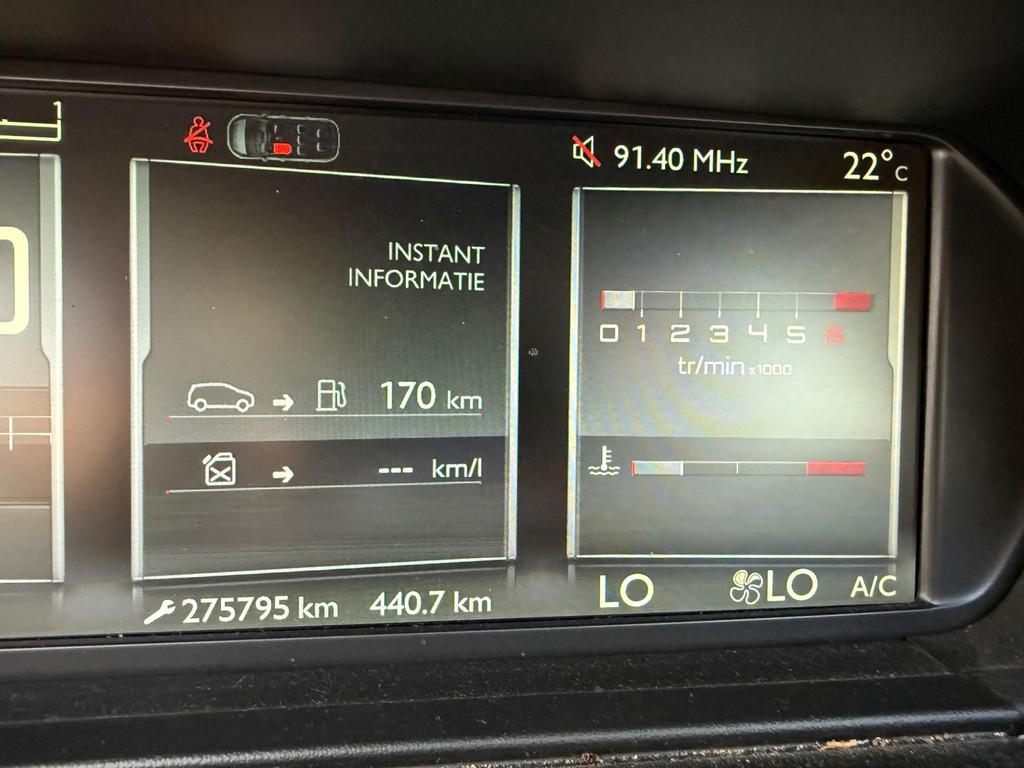 1
91.40 MHz
22°C
INSTANT
INFORMATIE
0 1 2 3 4 5 6
tr/min x1000
170 km
--- km/l
275795 km 440.7 km
LO LO A/C